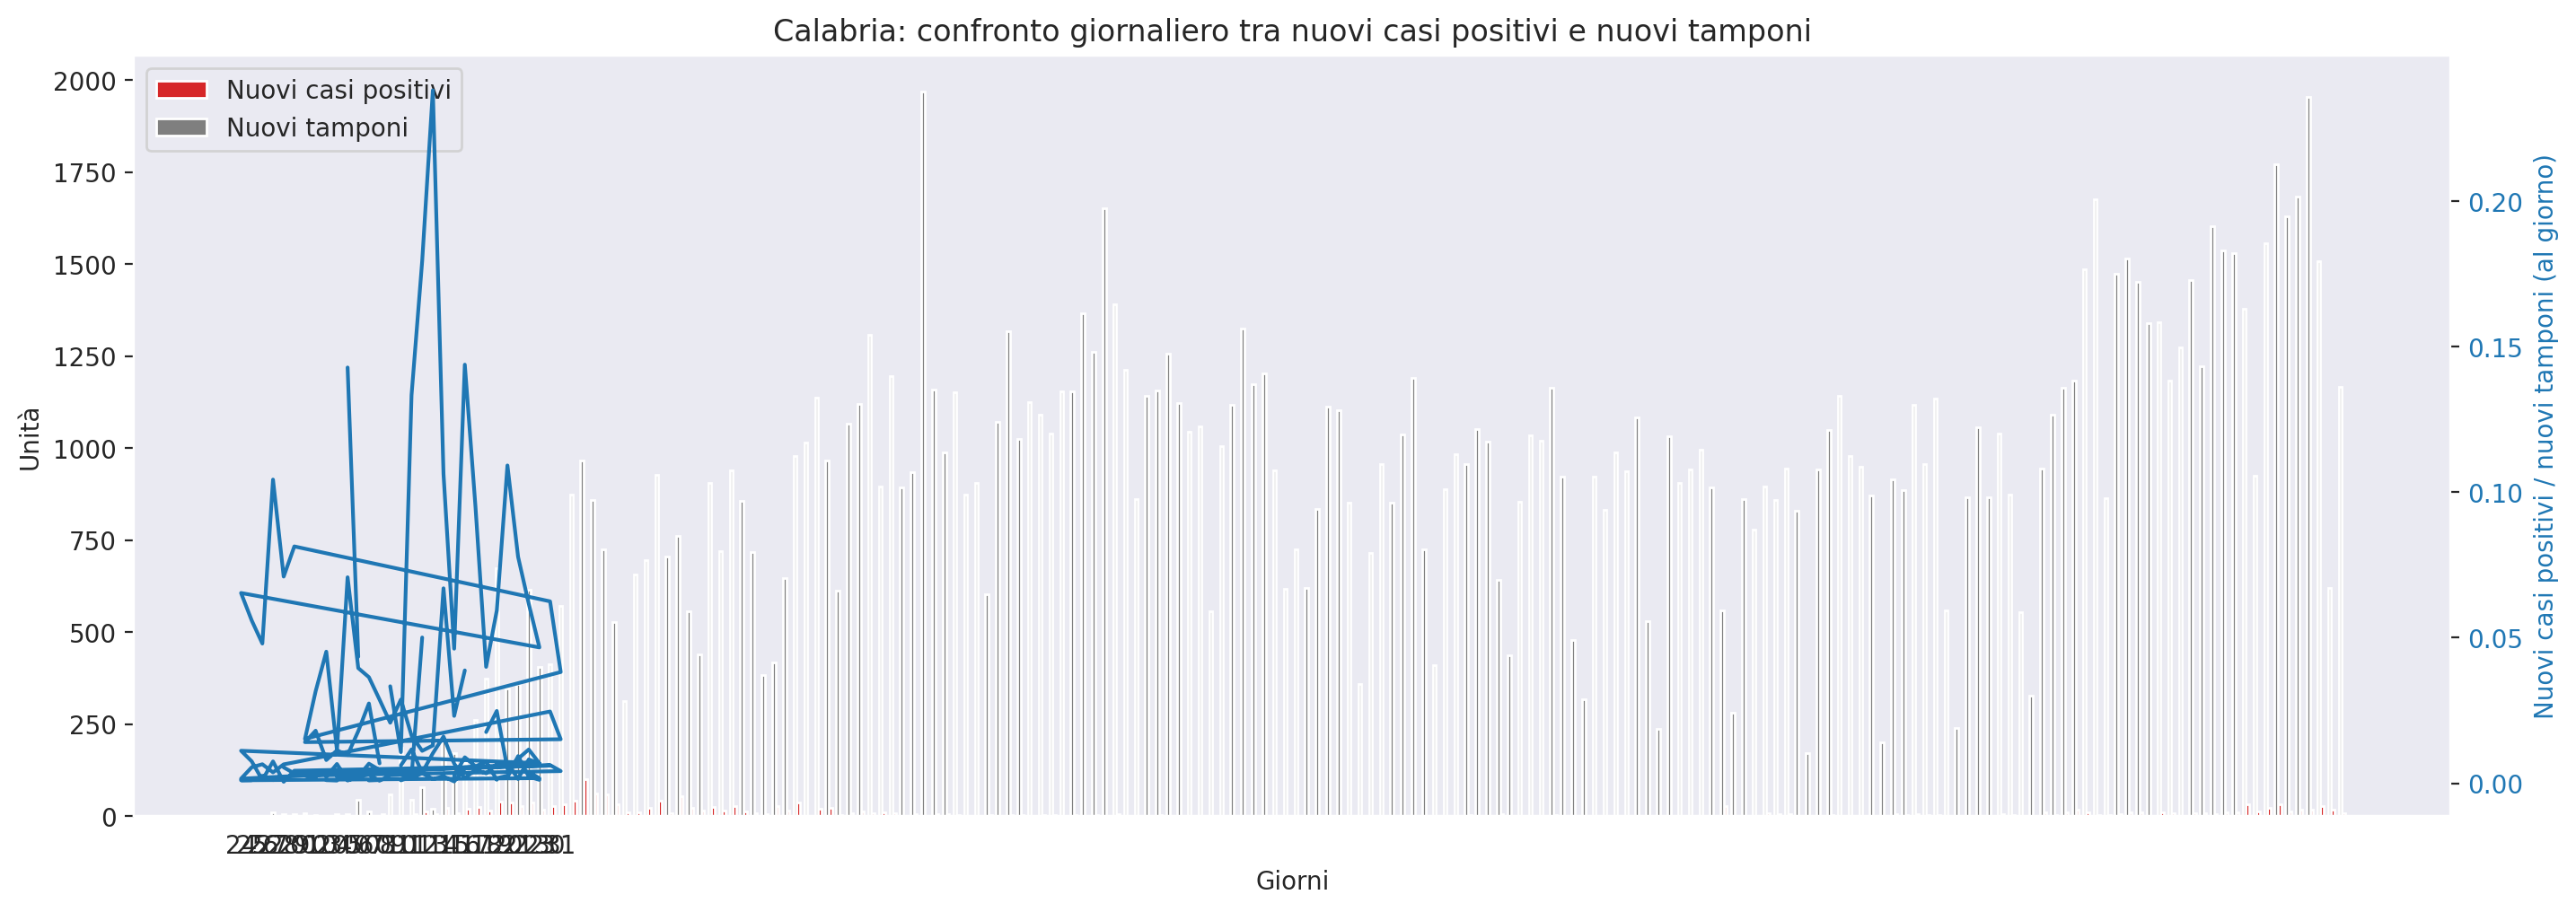 Calabria: confronto giornaliero tra nuovi casi positivi e nuovi tamponi
Nuovi casi positivi
Nuovi tamponi
2000
1750
1500
1250
1000
750
500
250
0
Unità
0.20
0.15
0.10
0.05
0.00
Nuovi casi positivi / nuovi tamponi (al giorno)
Giorni